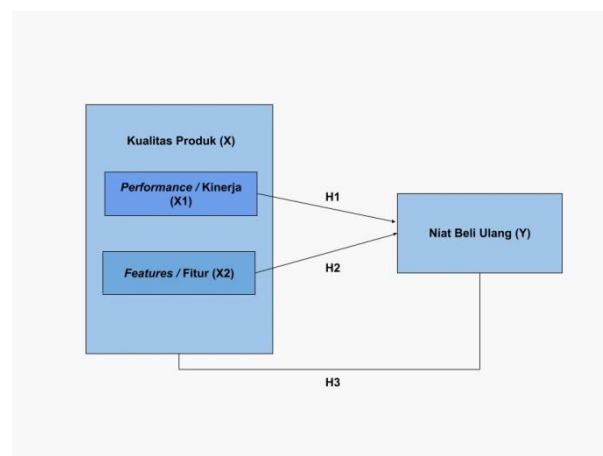 Kualitas Produk (X)
Performance / Kinerja
(X1)
H1
Niat Beli Ulang (Y)
Features / Fitur (X2)
H2
H3